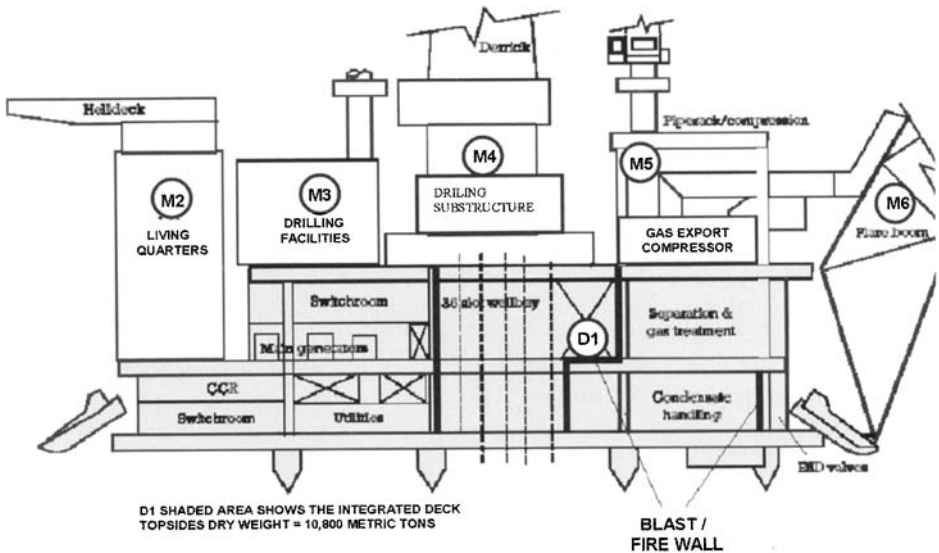 Derrick
Helideck
Piperack/compression
M4
M5
M2
M3
M6
LIVING
QUARTERS
DRILLING
FACILITIES
DRILING
SUBSTRUCTURE
GAS EXPORT
COMPRESSOR
Flare boom
Switchroom
36 slot wellbay
Separation &
gas treatment
D1
Main generators
CCR
Switchroom
Utilities
Condensate
handling
ESD valves
D1 SHADED AREA SHOWS THE INTEGRATED DECK
TOPSIDES DRY WEIGHT = 10,800 METRIC TONS
BLAST /
FIRE WALL